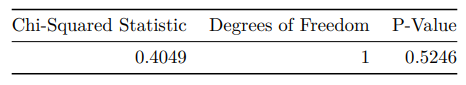 Chi-Squared Statistic Degrees of Freedom P-Value
0.4049 1 0.5246